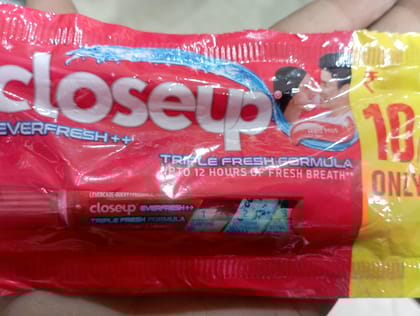 closeup
EVERFRESH ++
TRIPLE FRESH FORMULA
UPTO 12 HOURS OF FRESH BREATH**
₹
10
ONLY
closeup EVERFRESH++
TRIPLE FRESH FORMULA